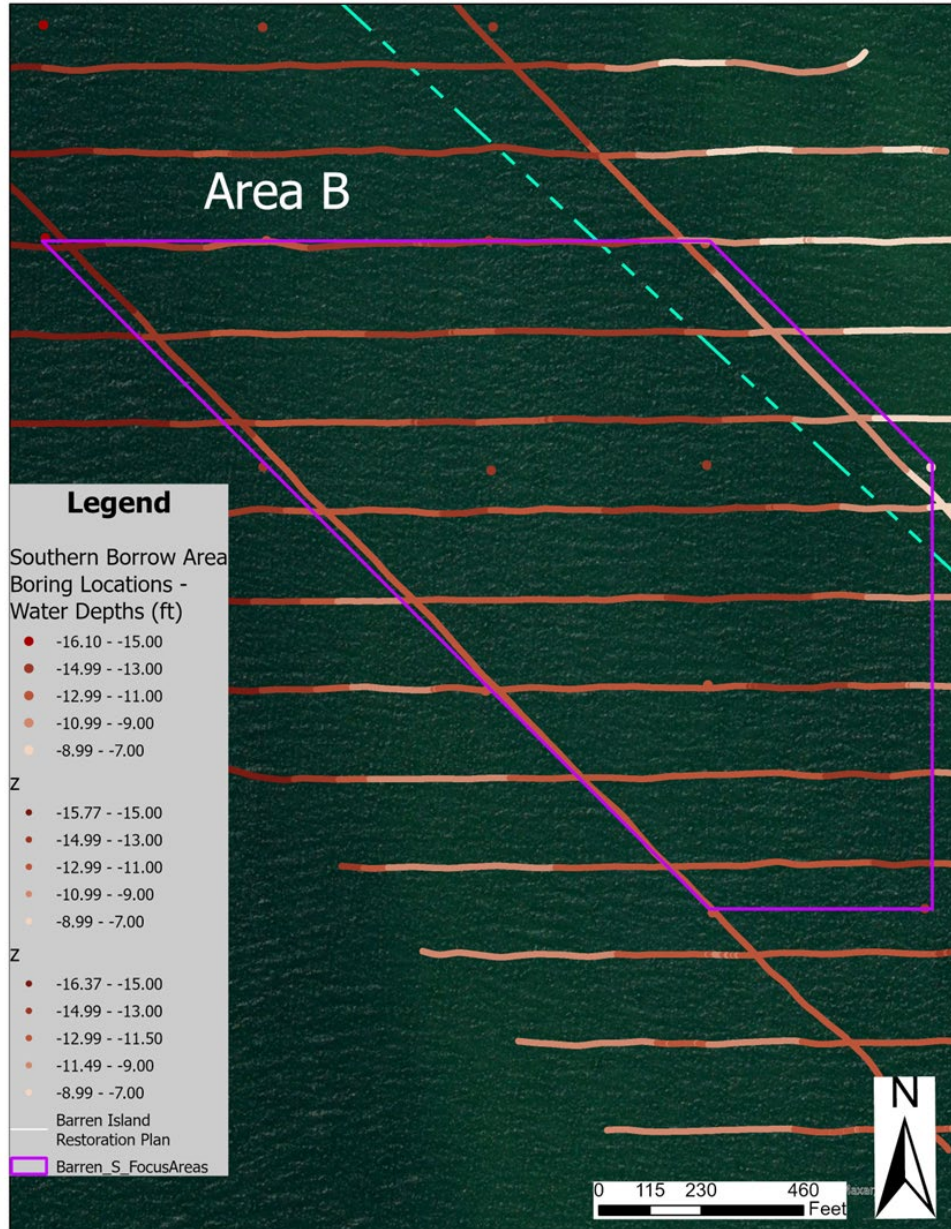 Area B
Legend
Southern Borrow Area
Boring Locations -
Water Depths (ft)
-16.10 - -15.00
-14.99 - -13.00
-12.99 - -11.00
-10.99 - -9.00
-8.99 - -7.00
Z
-15.77 - -15.00
-14.99 - -13.00
-12.99 - -11.00
-10.99 - -9.00
-8.99 - -7.00
Z
-16.37 - -15.00
-14.99 - -13.00
-12.99 - -11.50
-11.49 - -9.00
-8.99 - -7.00
Barren Island
Restoration Plan
Barren_S_FocusAreas
N
0 115 230 460
Feet